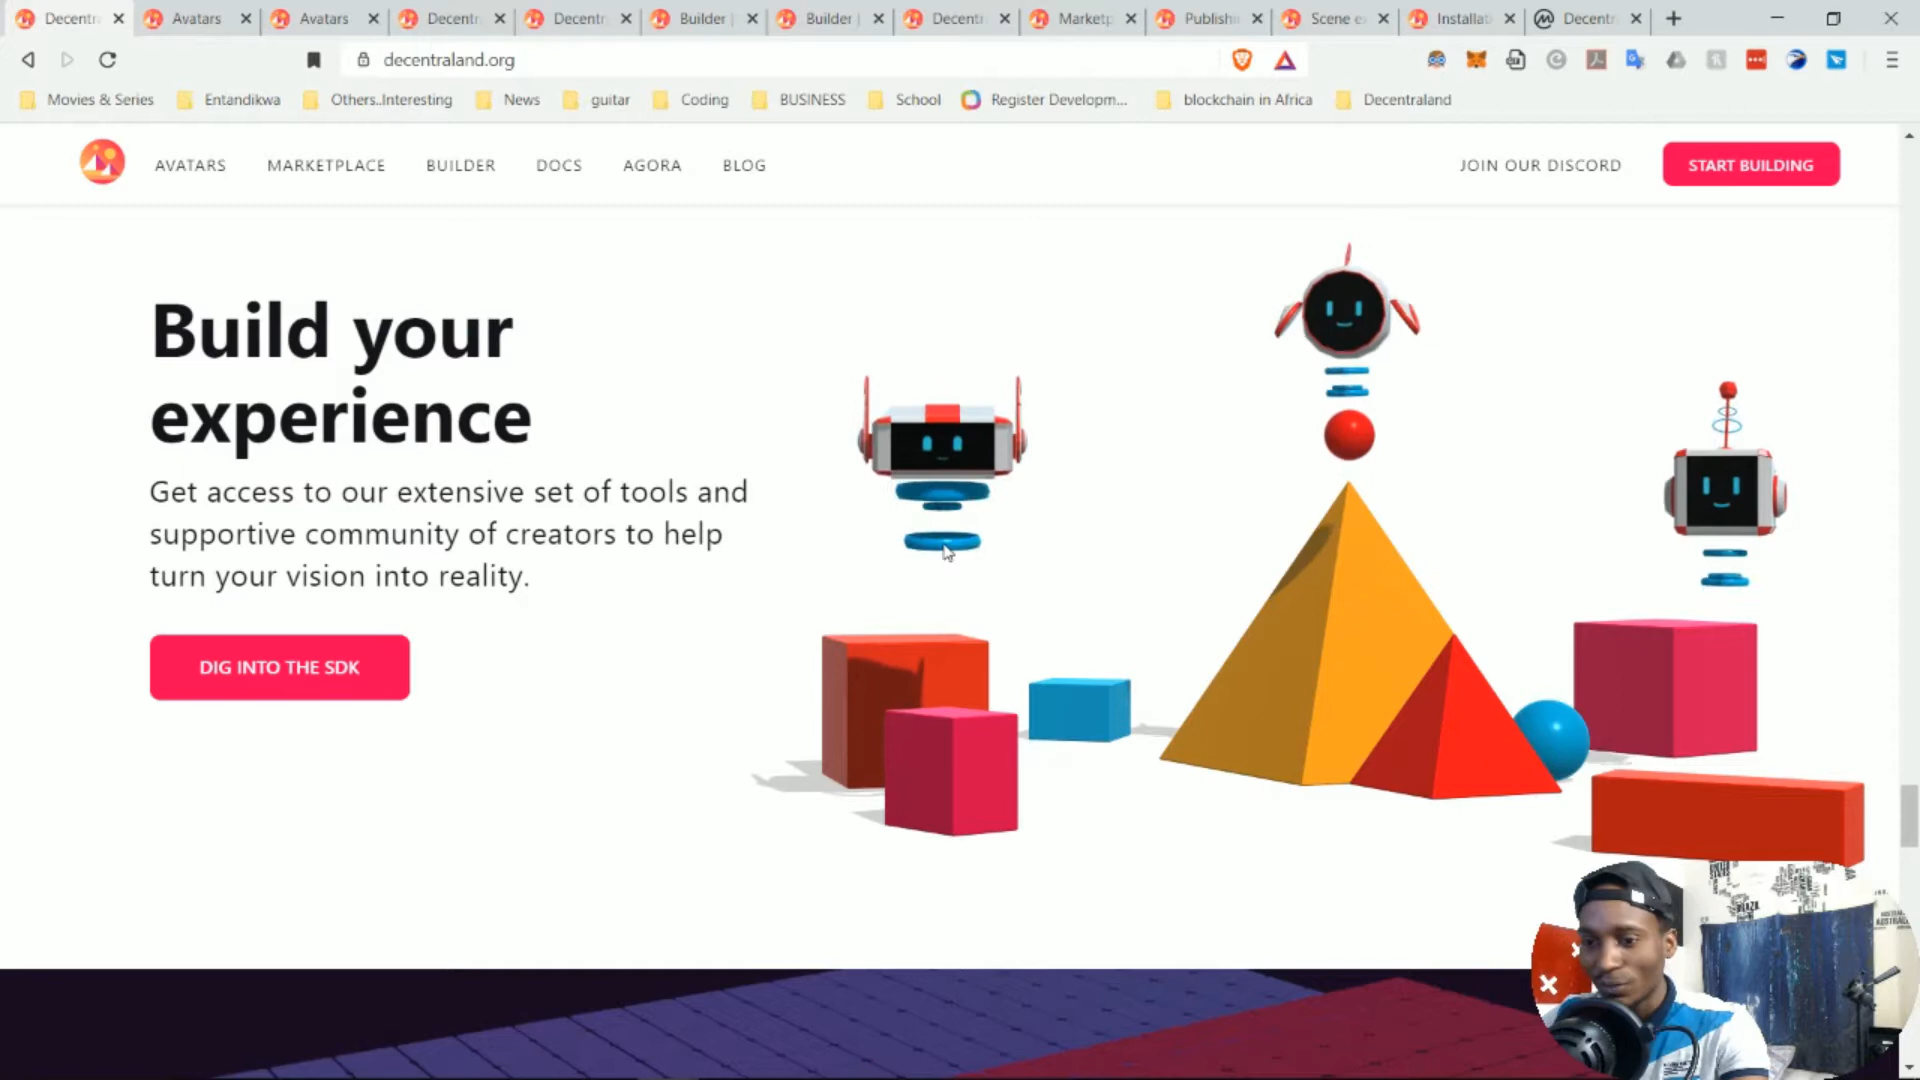 Decentr
Avatars
Avatars
Decentr
Decentr
Builder |
Builder |
Decentr
Marketp
Publishi
Scene e
Installat
Decentr
decentraland.org
Movies & Series
Entandikwa
Others..Interesting
News
guitar
Coding
BUSINESS
School
Register Developm...
blockchain in Africa
Decentraland
AVATARS
MARKETPLACE
BUILDER
DOCS
AGORA
BLOG
JOIN OUR DISCORD
START BUILDING
Build your
experience
Get access to our extensive set of tools and
supportive community of creators to help
turn your vision into reality.
DIG INTO THE SDK